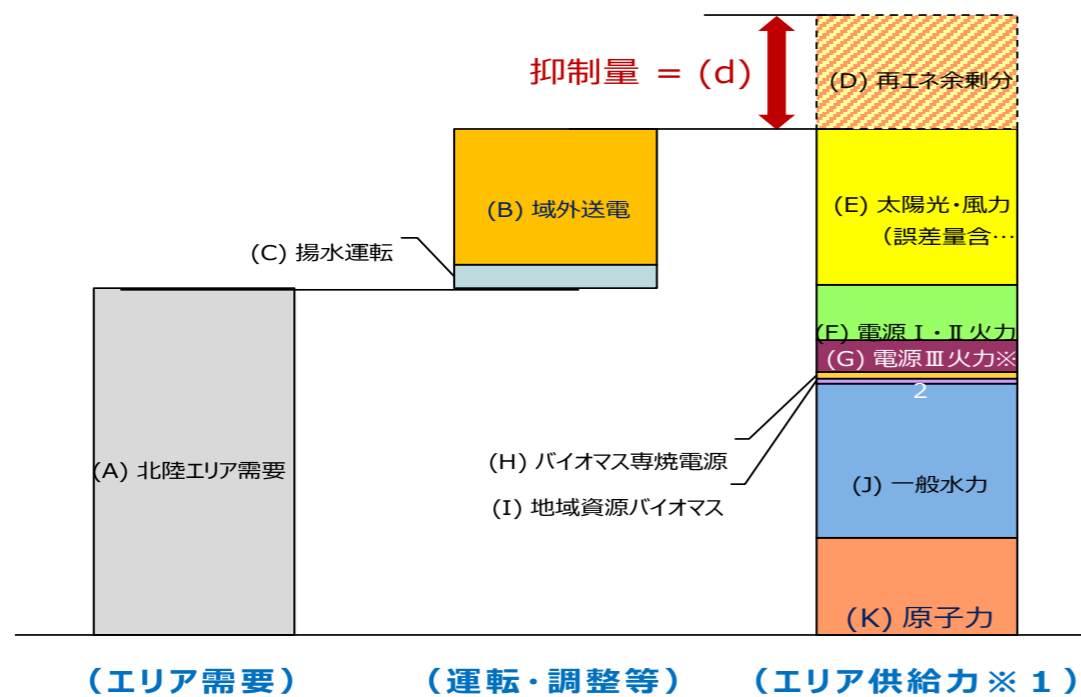 抑制量 = (d)
(D) 再エネ余剰分
(B) 域外送電
(C) 揚水運転
(E) 太陽光・風力
(誤差量含…
(F) 電源Ⅰ・Ⅱ火力
(G) 電源Ⅲ火力※
2
(A) 北陸エリア需要
(H) バイオマス専焼電源
(I) 地域資源バイオマス
(J) 一般水力
(K) 原子力
(エリア需要)
(運転・調整等)
(エリア供給力※1)